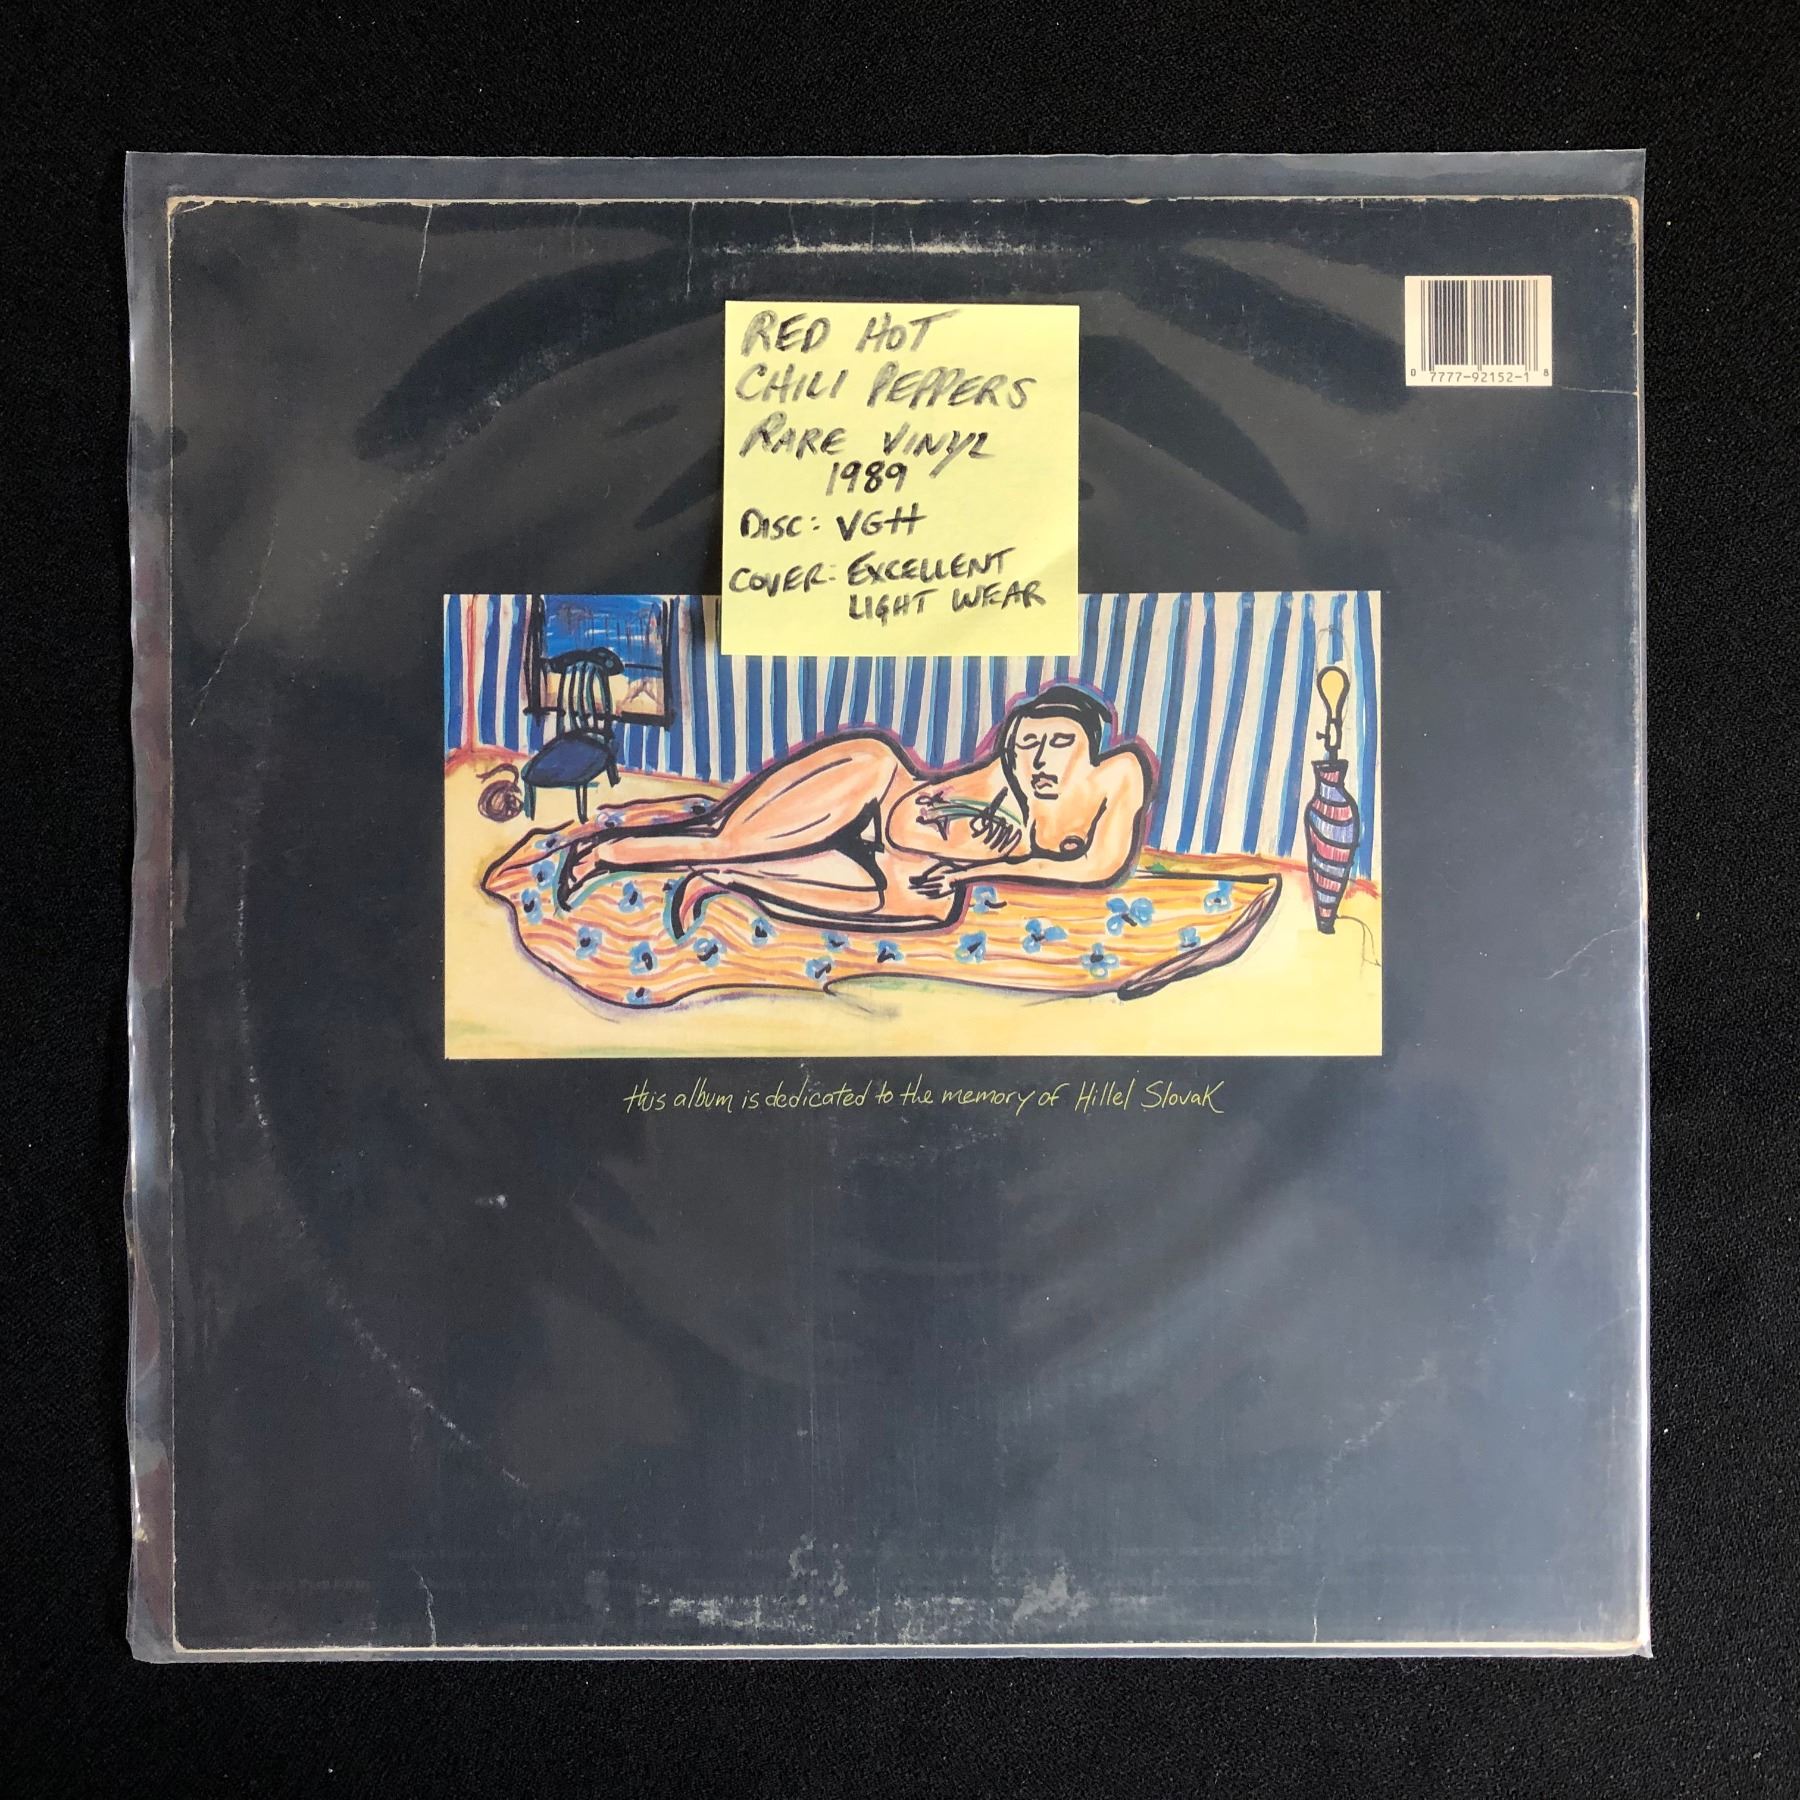 RED HOT
CHILI PEPPERS
RARE VINYL
1989
DISC: VG++
COVER: EXCELLENT
LIGHT WEAR
0 7777-92152-1 8
this album is dedicated to the memory of Hillel Slovak